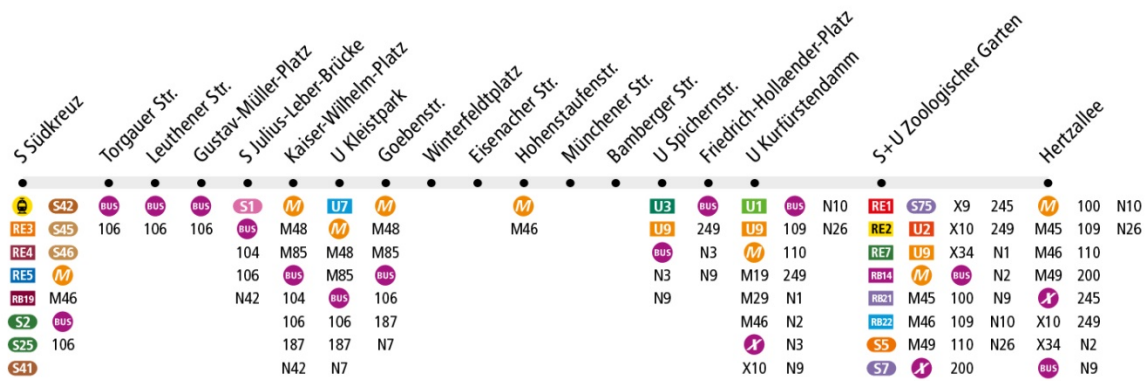 S Südkreuz
Torgauer Str.
Leuthener Str.
Gustav-Müller-Platz
S Julius-Leber-Brücke
Kaiser-Wilhelm-Platz
U Kleistpark
Goebenstr.
Winterfeldtplatz
Eisenacher Str.
Hohenstaufenstr.
Münchener Str.
Bamberger Str.
U Spichernstr.
Friedrich-Hollaender-Platz
U Kurfürstendamm
S+U Zoologischer Garten
Hertzallee
S42 BUS BUS BUS S1 M U7 M M U3 BUS U1 BUS N10 RE1 S75 X9 245 M 100 N10
RE3 S45 106 106 106 BUS M48 M M48 M46 U9 249 U9 109 N26 RE2 U2 X10 249 M45 109 N26
RE4 S46 104 M85 M48 M85 BUS N3 M 110 RE7 U9 X34 N1 M46 110
RE5 M 106 BUS M85 BUS N3 N9 M19 249 RB14 M BUS N2 M49 200
RB19 M46 N42 104 BUS 106 N9 M29 N1 RB21 M45 100 N9 X 245
S2 BUS 106 106 187 M46 N2 RB22 M46 109 N10 X10 249
S25 106 187 187 N7 X N3 S5 M49 110 N26 X34 N2
S41 N42 N7 X10 N9 S7 X 200 BUS N9